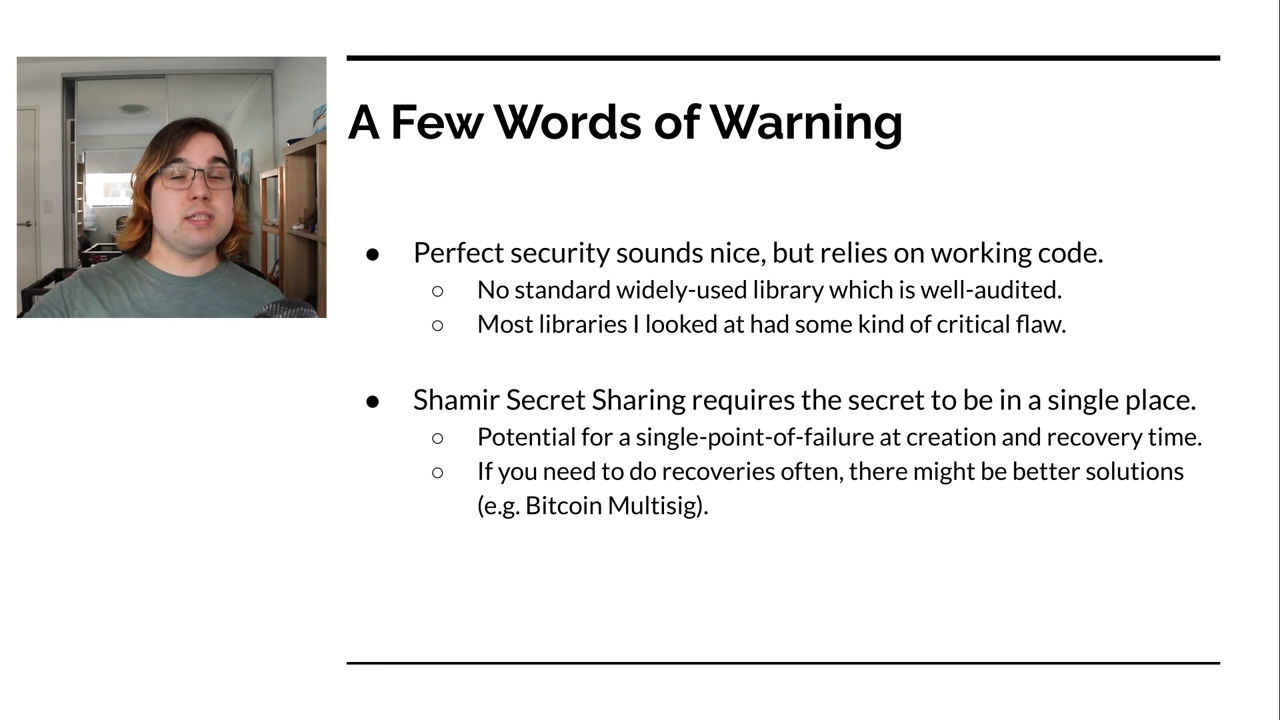 A Few Words of Warning
● Perfect security sounds nice, but relies on working code.
○ No standard widely-used library which is well-audited.
○ Most libraries I looked at had some kind of critical flaw.
● Shamir Secret Sharing requires the secret to be in a single place.
○ Potential for a single-point-of-failure at creation and recovery time.
○ If you need to do recoveries often, there might be better solutions
(e.g. Bitcoin Multisig).